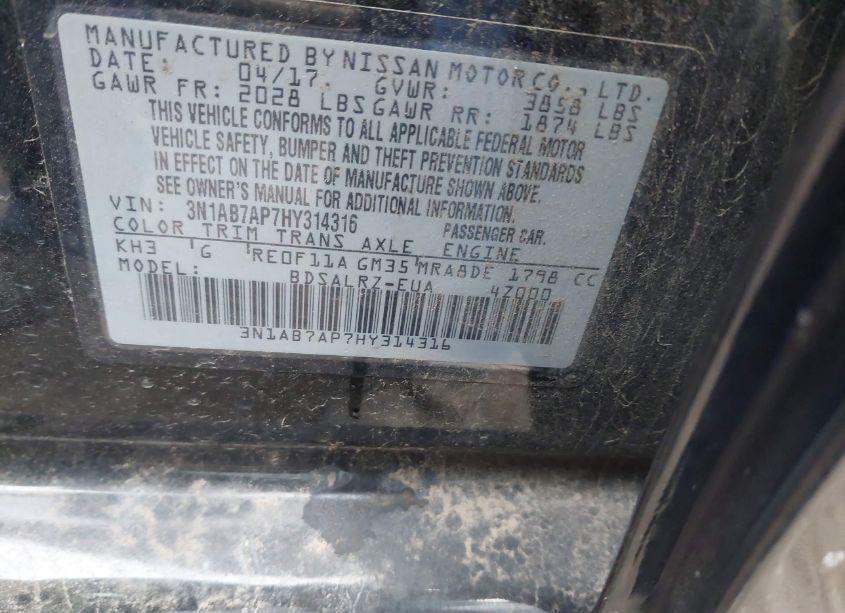 MANUFACTURED BY NISSAN MOTOR CO., LTD.
DATE: 04/17 GVWR: 3858 LBS
GAWR FR: 2028 LBS GAWR RR: 1874 LBS
THIS VEHICLE CONFORMS TO ALL APPLICABLE FEDERAL MOTOR
VEHICLE SAFETY, BUMPER AND THEFT PREVENTION STANDARDS
IN EFFECT ON THE DATE OF MANUFACTURE SHOWN ABOVE.
SEE OWNER'S MANUAL FOR ADDITIONAL INFORMATION.
VIN: 3N1AB7AP7HY314316 PASSENGER CAR.
COLOR TRIM TRANS AXLE ENGINE
KH3 G RE0F11A GM35 MRA8DE 1798 CC
MODEL: BDSALRZ-EUA 4Z000
3N1AB7AP7HY314316